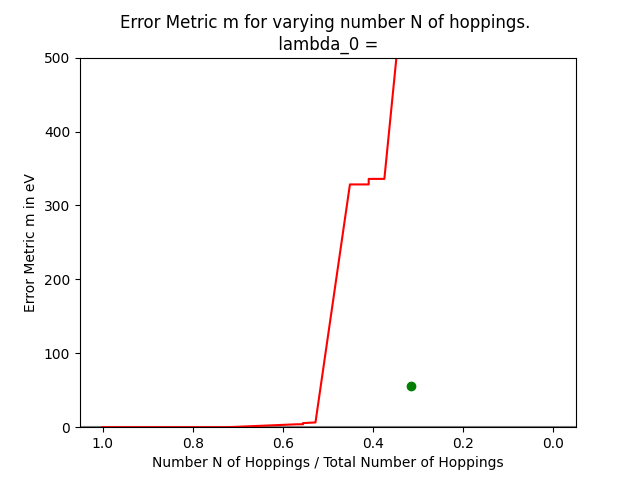 Error Metric m for varying number N of hoppings.
lambda_0 =
500
400
300
200
100
0
Error Metric m in eV
1.0 0.8 0.6 0.4 0.2 0.0
Number N of Hoppings / Total Number of Hoppings